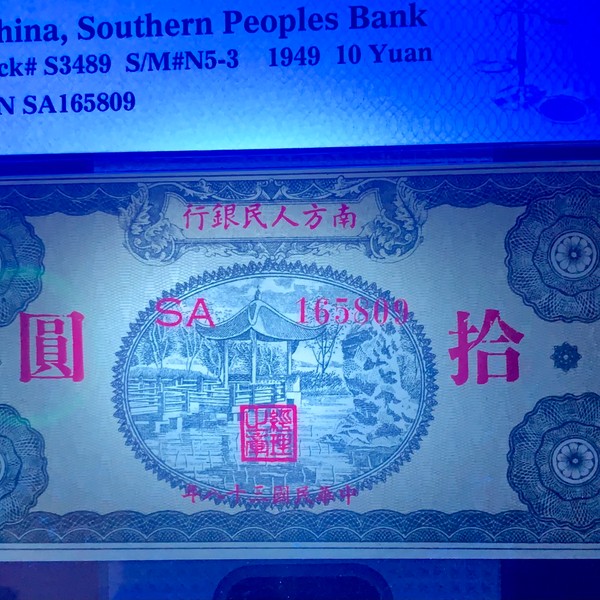 hina, Southern Peoples Bank
ck# S3489 S/M#N5-3 1949 10 Yuan
N SA165809
行銀民人方南
SA 165809
圓 拾
年八十三國民華中